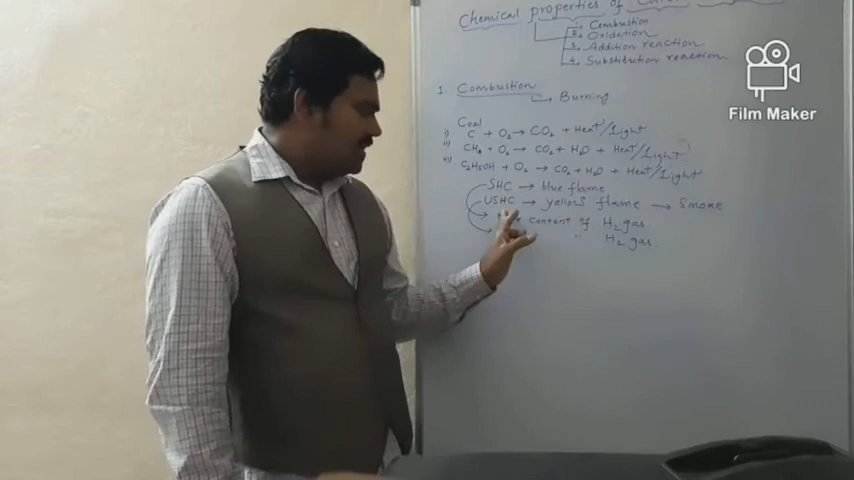 Chemical properties of
1. Combustion
2. Oxidation
3. Addition reaction
4. Substitution reaction
1. Combustion
→ Burning
Coal
i) C + O₂ → CO₂ + Heat/Light
ii) CH₄ + O₂ → CO₂ + H₂O + Heat/Light
iii) C₂H₅OH + O₂ → CO₂ + H₂O + Heat/Light
SHC → blue flame
USHC → yellow flame → Smoke
content of H₂ gas.
" H₂ gas.
Film Maker